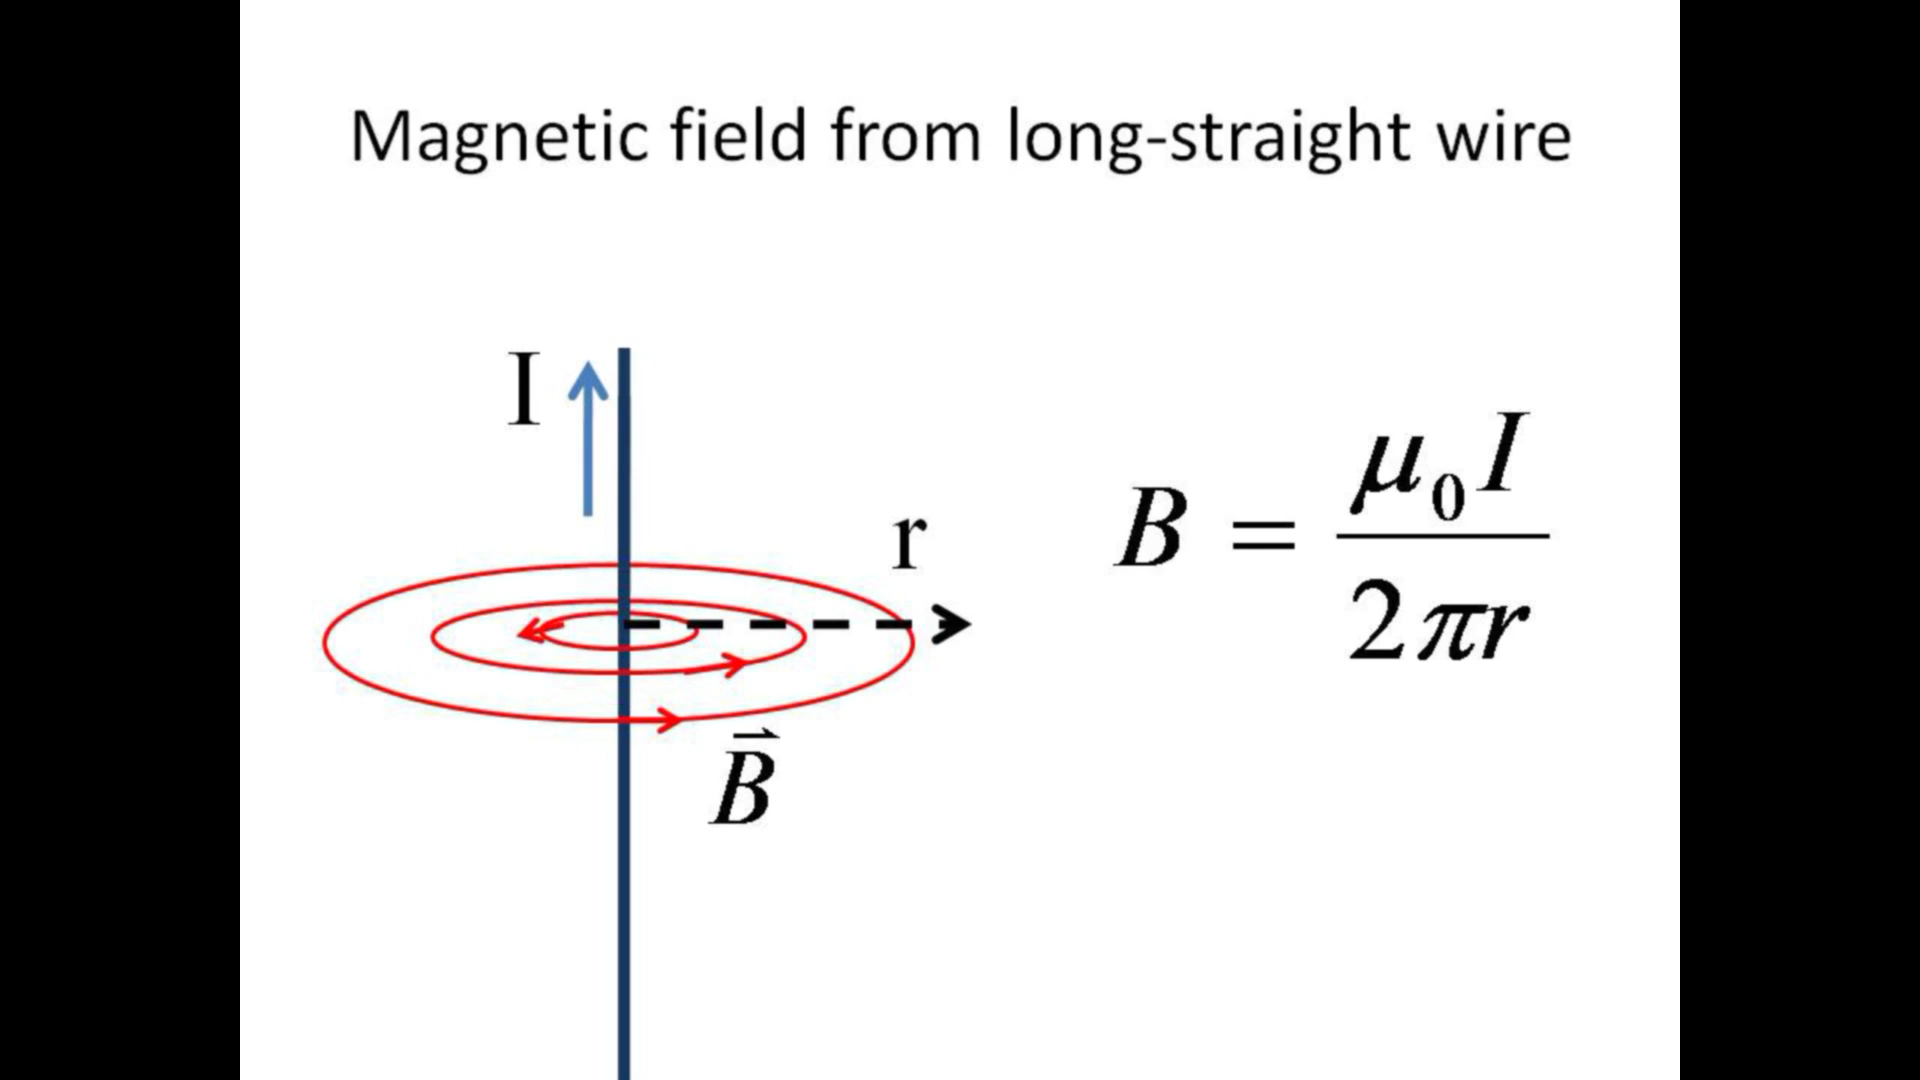 Magnetic field from long-straight wire
I
r
B = μ₀I / 2πr
B⃗